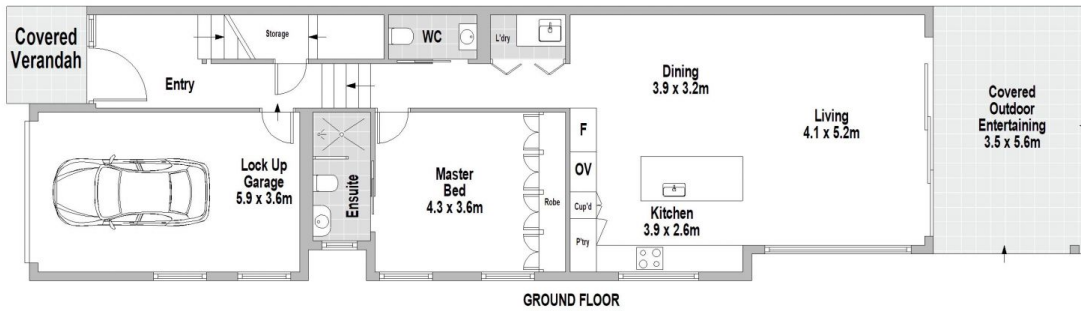 Covered
Verandah
Entry
Storage
WC
L'dry
Dining
3.9 x 3.2m
Living
4.1 x 5.2m
Covered
Outdoor
Entertaining
3.5 x 5.6m
Lock Up
Garage
5.9 x 3.6m
Ensuite
Master
Bed
4.3 x 3.6m
Robe
F
OV
Cup'd
P'try
Kitchen
3.9 x 2.6m
GROUND FLOOR